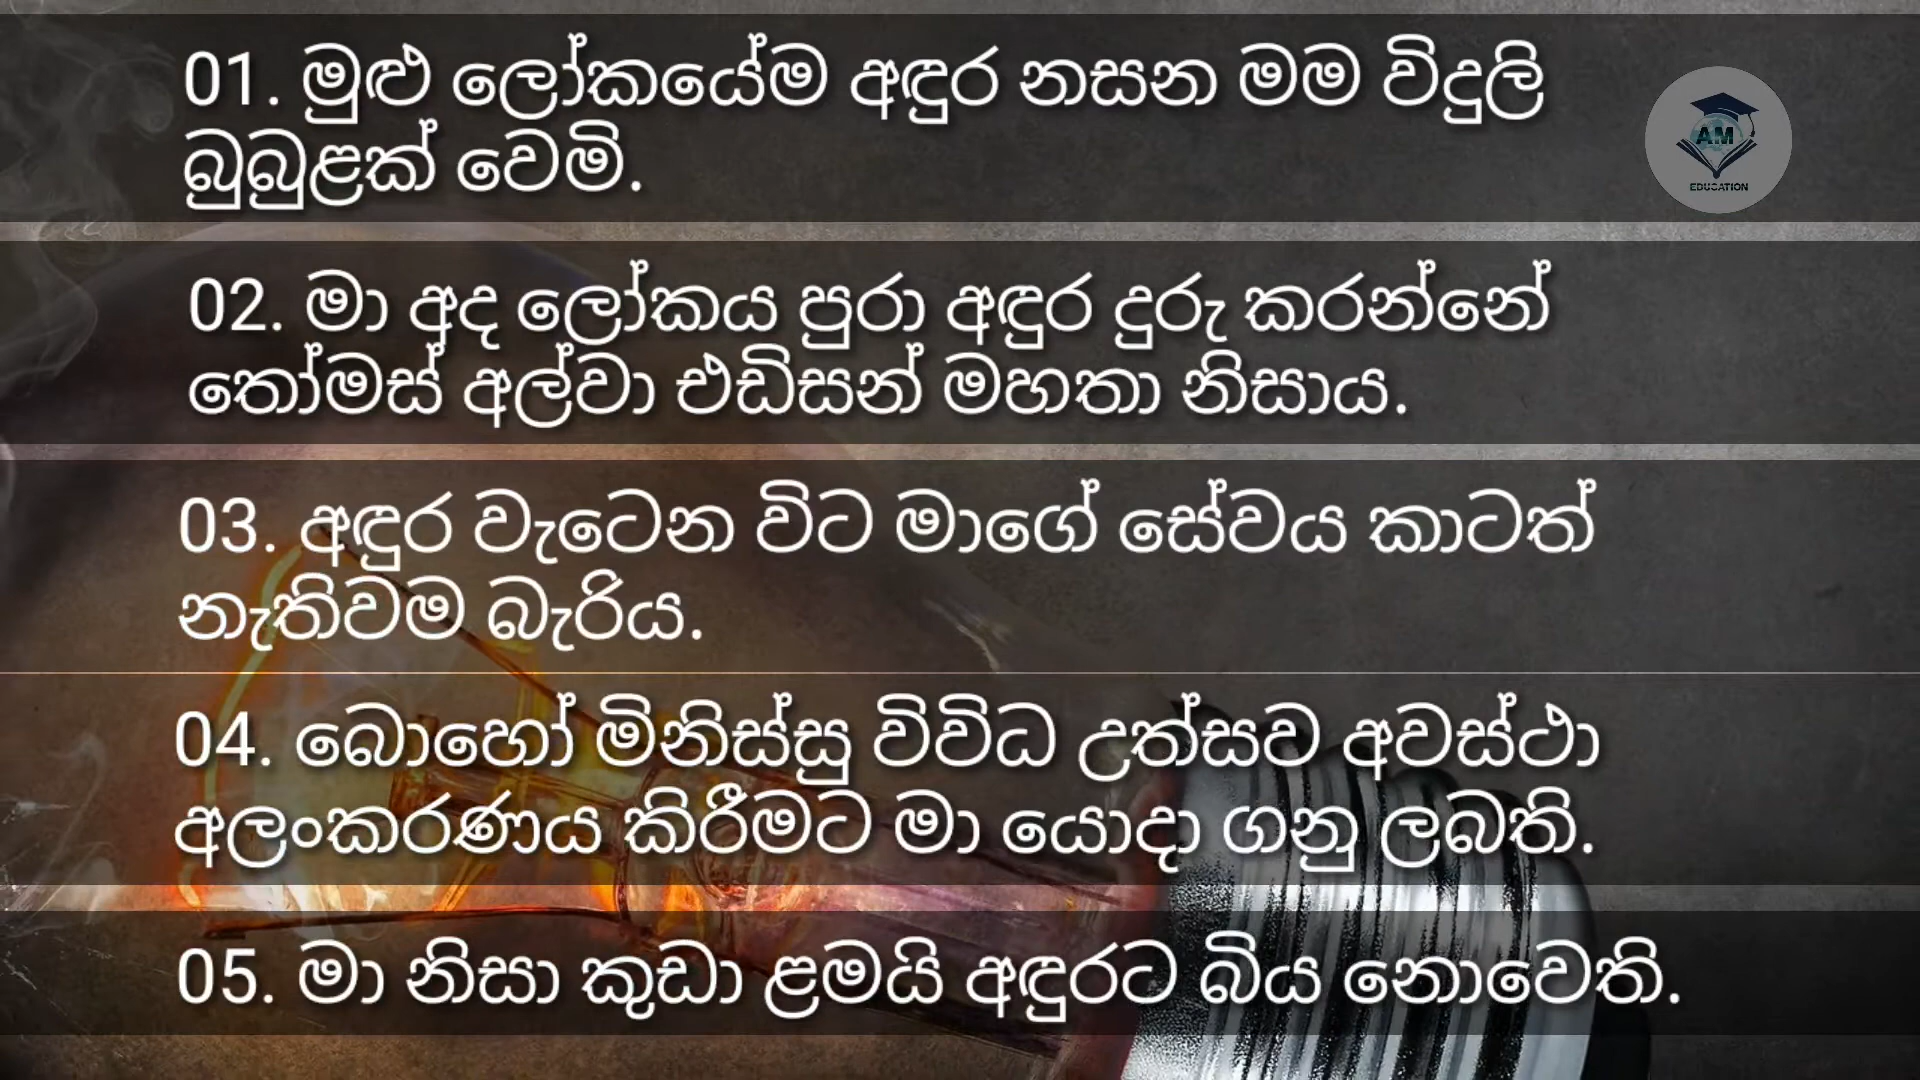 01. මුළු ලෝකයේම අඳුර නසන මම විදුලි
බුබුළක් වෙමි.
AM
EDUCATION
02. මා අද ලෝකය පුරා අඳුර දුරු කරන්නේ
තෝමස් අල්වා එඩිසන් මහතා නිසාය.
03. අඳුර වැටෙන විට මාගේ සේවය කාටත්
නැතිවම බැරිය.
04. බොහෝ මිනිස්සු විවිධ උත්සව අවස්ථා
අලංකරණය කිරීමට මා යොදා ගනු ලබති.
05. මා නිසා කුඩා ළමයි අඳුරට බිය නොවෙති.